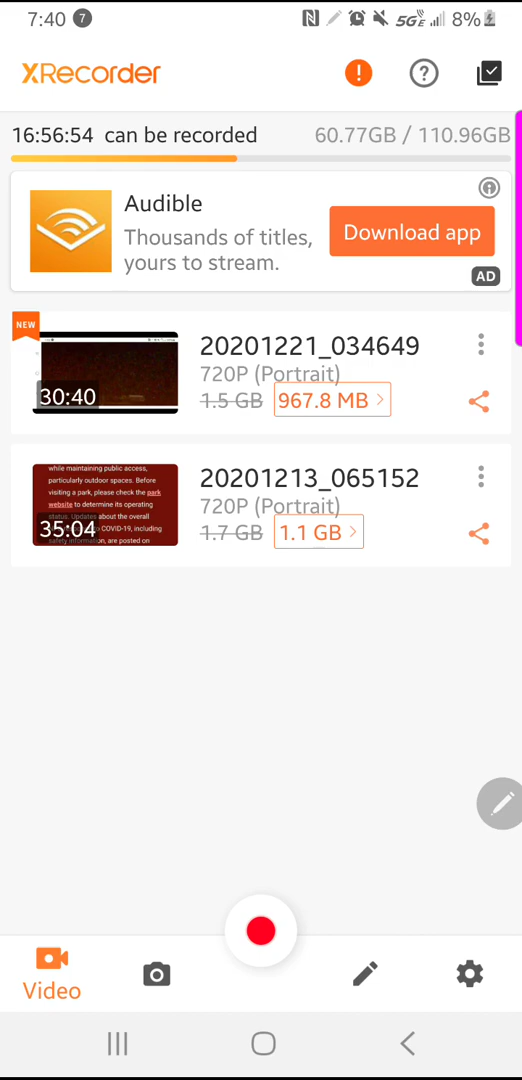 7:40 7 5GE 8%
XRecorder ! ?
16:56:54 can be recorded 60.77GB / 110.96GB
Audible
Thousands of titles,
yours to stream.
Download app
AD
NEW
20201221_034649
720P (Portrait)
1.5 GB 967.8 MB >
30:40
20201213_065152
720P (Portrait)
1.7 GB 1.1 GB >
while maintaining public access,
particularly outdoor spaces. Before
visiting a park, please check the park
website to determine its operating
status. Updates about the overall
to COVID-19, including
safety information, are posted on
35:04
Video